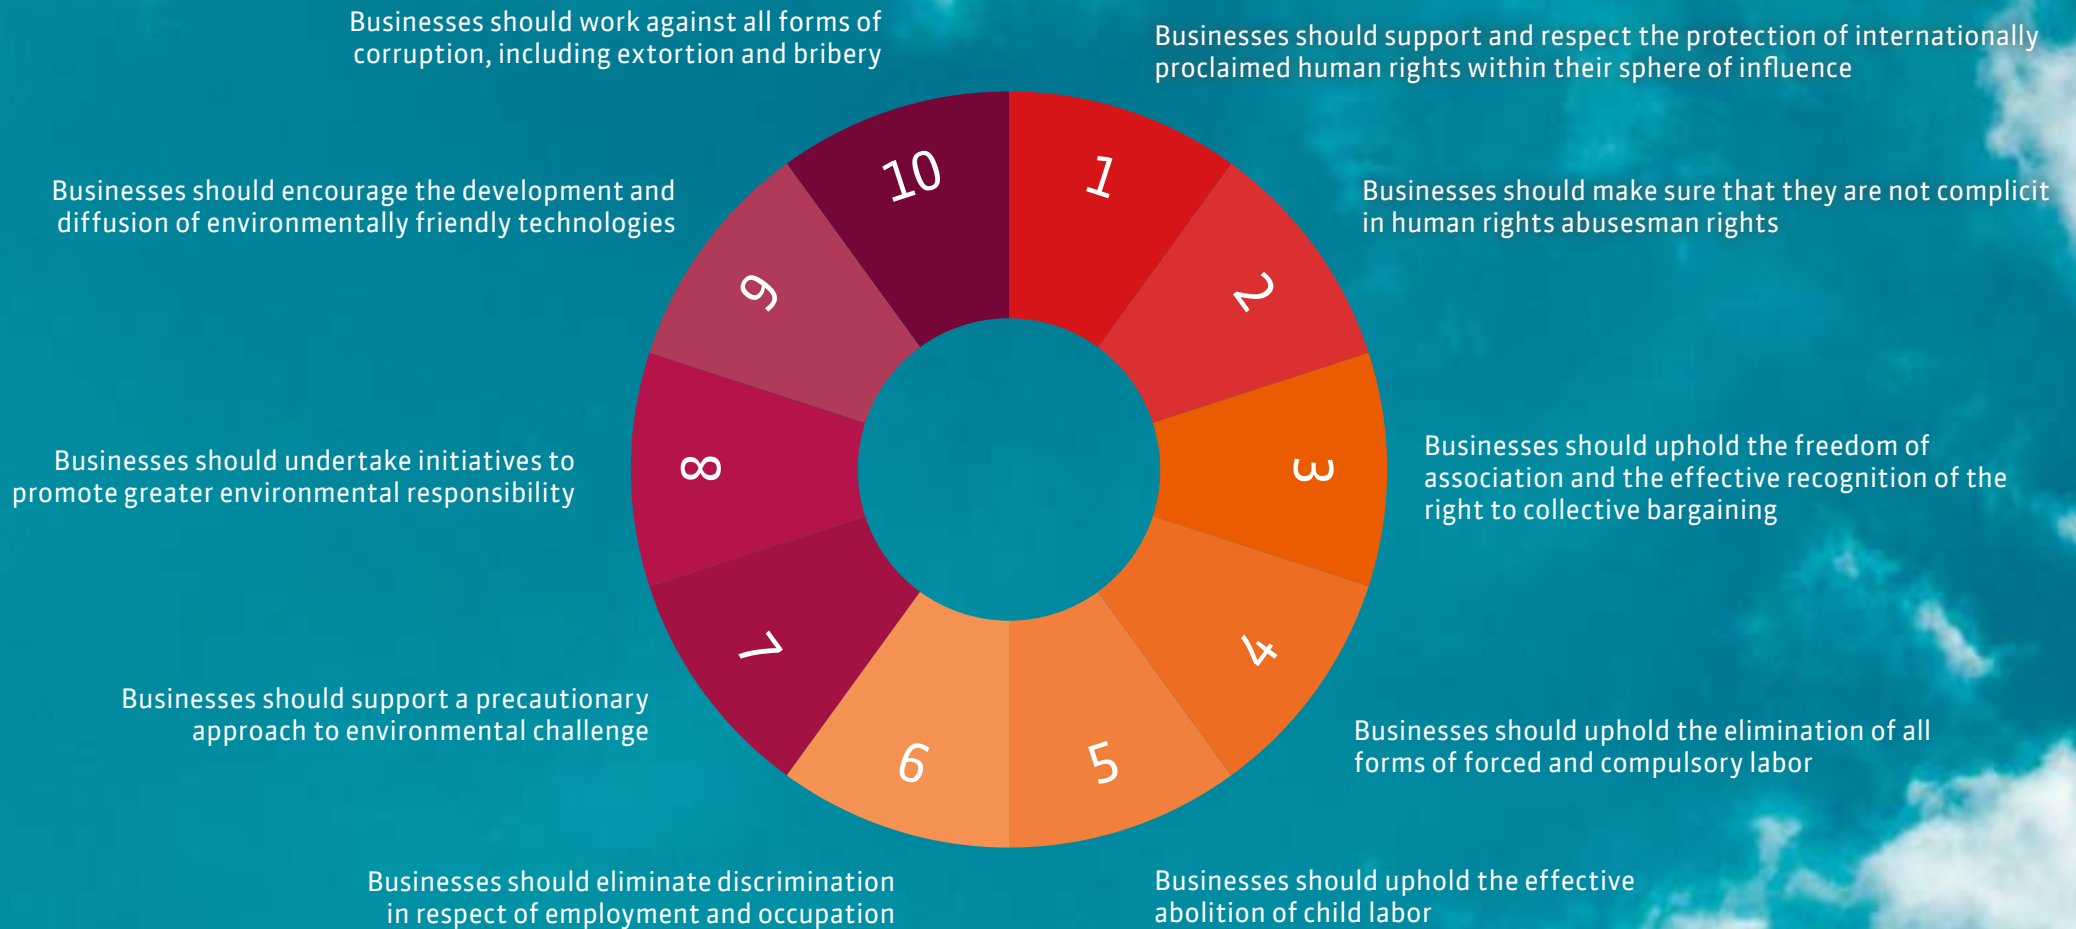 Businesses should work against all forms of
corruption, including extortion and bribery
Businesses should support and respect the protection of internationally
proclaimed human rights within their sphere of influence
10
1
Businesses should encourage the development and
diffusion of environmentally friendly technologies
Businesses should make sure that they are not complicit
in human rights abusesman rights
9
2
Businesses should undertake initiatives to
promote greater environmental responsibility
8
3
Businesses should uphold the freedom of
association and the effective recognition of the
right to collective bargaining
7
4
Businesses should support a precautionary
approach to environmental challenge
Businesses should uphold the elimination of all
forms of forced and compulsory labor
6
5
Businesses should eliminate discrimination
in respect of employment and occupation
Businesses should uphold the effective
abolition of child labor